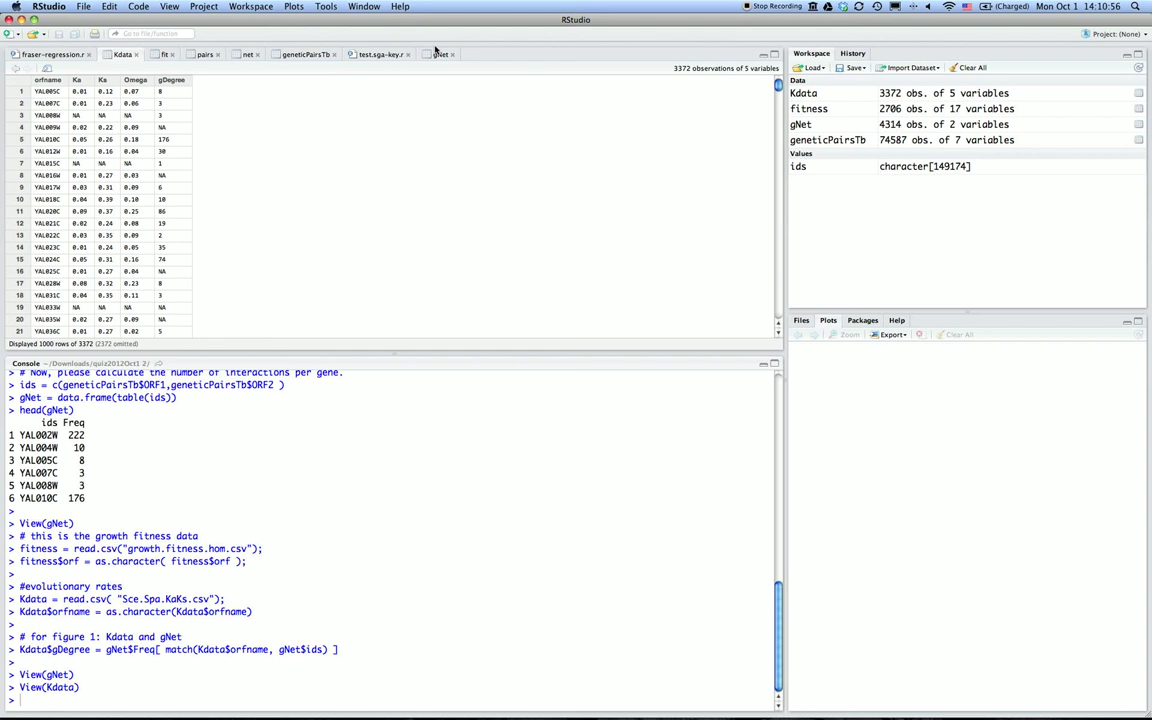 RStudio File Edit Code View Project Workspace Plots Tools Window Help Stop Recording (Charged) Mon Oct 1 14:10:56
RStudio
Go to file/function Project: (None)
fraser-regression.r Kdata fit pairs net geneticPairsTb test.sga-key.r gNet
3372 observations of 5 variables
orfname Ka Ks Omega gDegree
1 YAL005C 0.01 0.12 0.07 8
2 YAL007C 0.01 0.23 0.06 3
3 YAL008W NA NA NA 3
4 YAL009W 0.02 0.22 0.09 NA
5 YAL010C 0.05 0.26 0.18 176
6 YAL012W 0.01 0.16 0.04 30
7 YAL015C NA NA NA 1
8 YAL016W 0.01 0.27 0.03 NA
9 YAL017W 0.03 0.31 0.09 6
10 YAL018C 0.04 0.39 0.10 10
11 YAL020C 0.09 0.37 0.25 86
12 YAL021C 0.02 0.24 0.08 19
13 YAL022C 0.03 0.35 0.09 2
14 YAL023C 0.01 0.24 0.05 35
15 YAL024C 0.05 0.31 0.16 74
16 YAL025C 0.01 0.27 0.04 NA
17 YAL028W 0.08 0.32 0.23 8
18 YAL031C 0.04 0.35 0.11 3
19 YAL033W NA NA NA NA
20 YAL035W 0.02 0.27 0.09 NA
21 YAL036C 0.01 0.27 0.02 5
Displayed 1000 rows of 3372 (2372 omitted)
Console ~/Downloads/quiz2012Oct1 2/
> # Now, please calculate the number of interactions per gene.
> ids = c(geneticPairsTb$ORF1,geneticPairsTb$ORF2 )
> gNet = data.frame(table(ids))
> head(gNet)
ids Freq
1 YAL002W 222
2 YAL004W 10
3 YAL005C 8
4 YAL007C 3
5 YAL008W 3
6 YAL010C 176
>
> View(gNet)
> # this is the growth fitness data
> fitness = read.csv("growth.fitness.hom.csv");
> fitness$orf = as.character( fitness$orf );
>
> #evolutionary rates
> Kdata = read.csv( "Sce.Spa.KaKs.csv");
> Kdata$orfname = as.character(Kdata$orfname)
>
> # for figure 1: Kdata and gNet
> Kdata$gDegree = gNet$Freq[ match(Kdata$orfname, gNet$ids) ]
>
> View(gNet)
> View(Kdata)
>
Workspace History
Load Save Import Dataset Clear All
Data
Kdata 3372 obs. of 5 variables
fitness 2706 obs. of 17 variables
gNet 4314 obs. of 2 variables
geneticPairsTb 74587 obs. of 7 variables
Values
ids character[149174]
Files Plots Packages Help
Zoom Export Clear All